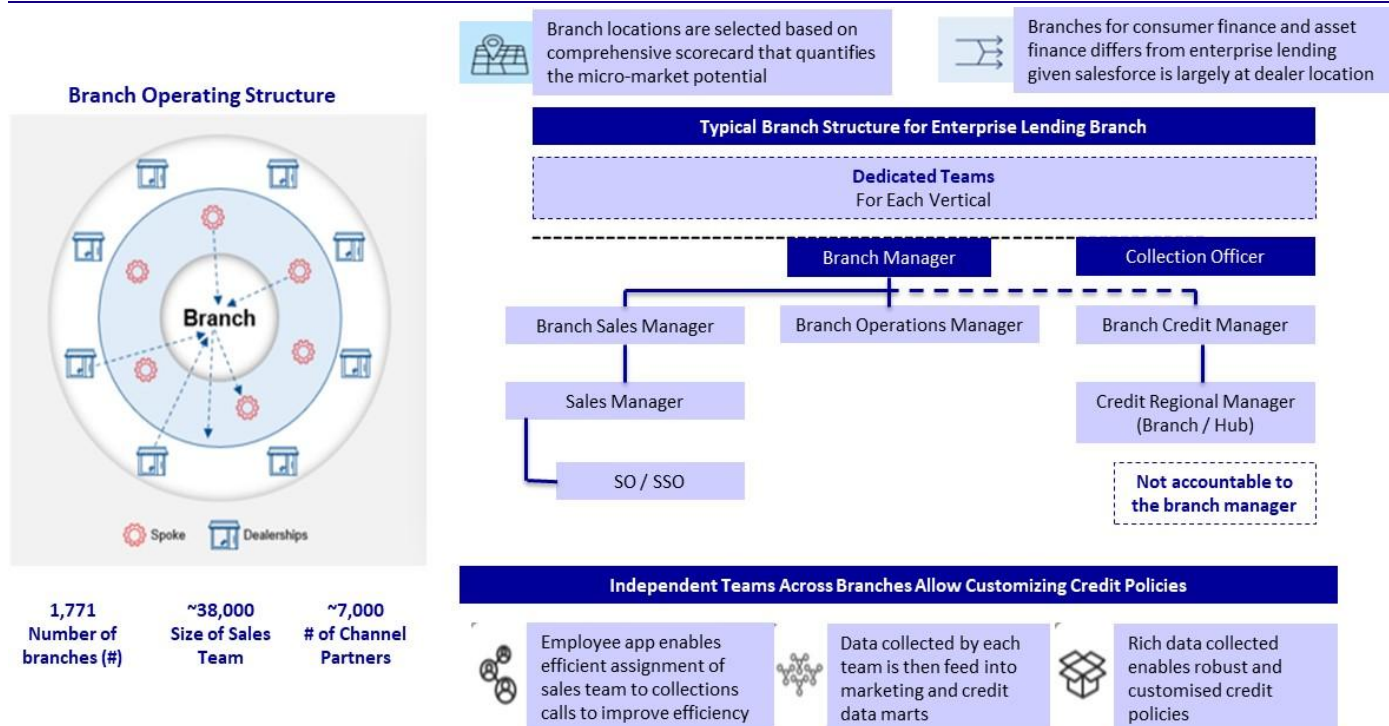 Branch locations are selected based on
comprehensive scorecard that quantifies
the micro-market potential
Branches for consumer finance and asset
finance differs from enterprise lending
given salesforce is largely at dealer location
Branch Operating Structure
Branch
Spoke
Dealerships
1,771
Number of
branches (#)
~38,000
Size of Sales
Team
~7,000
# of Channel
Partners
Typical Branch Structure for Enterprise Lending Branch
Dedicated Teams
For Each Vertical
Branch Manager
Collection Officer
Branch Sales Manager
Branch Operations Manager
Branch Credit Manager
Sales Manager
Credit Regional Manager
(Branch / Hub)
SO / SSO
Not accountable to
the branch manager
Independent Teams Across Branches Allow Customizing Credit Policies
Employee app enables
efficient assignment of
sales team to collections
calls to improve efficiency
Data collected by each
team is then feed into
marketing and credit
data marts
Rich data collected
enables robust and
customised credit
policies